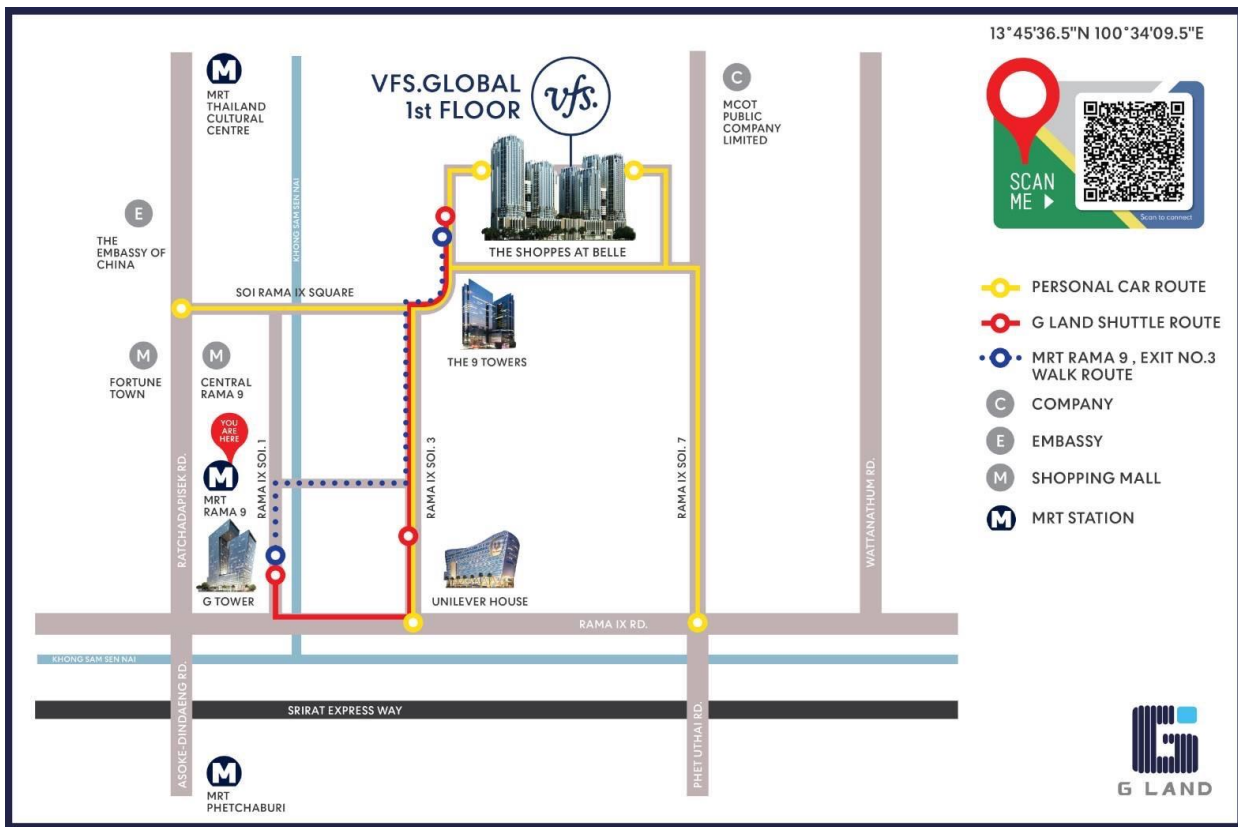 13°45'36.5"N 100°34'09.5"E
MRT
THAILAND
CULTURAL
CENTRE
VFS.GLOBAL
1st FLOOR
vfs.
C
MCOT
PUBLIC
COMPANY
LIMITED
SCAN
ME
Scan to connect
E
THE
EMBASSY OF
CHINA
KHONG SAM SEN NAI
THE SHOPPES AT BELLE
SOI RAMA IX SQUARE
THE 9 TOWERS
M
FORTUNE
TOWN
M
CENTRAL
RAMA 9
YOU
ARE
HERE
M
MRT
RAMA 9
G TOWER
RATCHADAPISEK RD.
RAMA IX SOI. 1
RAMA IX SOI. 3
RAMA IX SOI. 7
WATTANATHUM RD.
UNILEVER HOUSE
RAMA IX RD.
KHONG SAM SEN NAI
SRIRAT EXPRESS WAY
ASOKE-DINDAENG RD.
PHET UTHAI RD.
M
MRT
PHETCHABURI
PERSONAL CAR ROUTE
G LAND SHUTTLE ROUTE
MRT RAMA 9 , EXIT NO.3
WALK ROUTE
C COMPANY
E EMBASSY
M SHOPPING MALL
M MRT STATION
G LAND